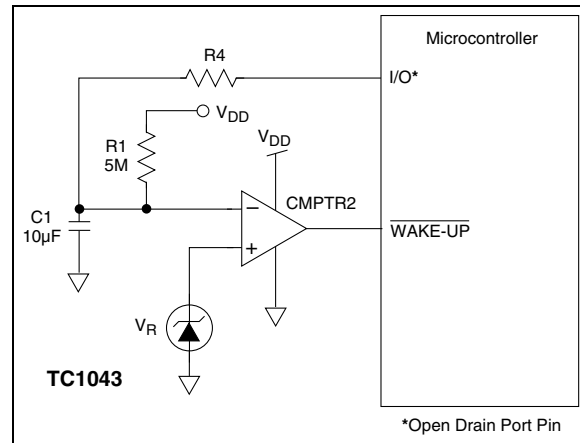 Microcontroller
R4
I/O*
VDD
R1
5M
VDD
CMPTR2
C1
10µF
−
+
WAKE-UP
VR
TC1043
*Open Drain Port Pin